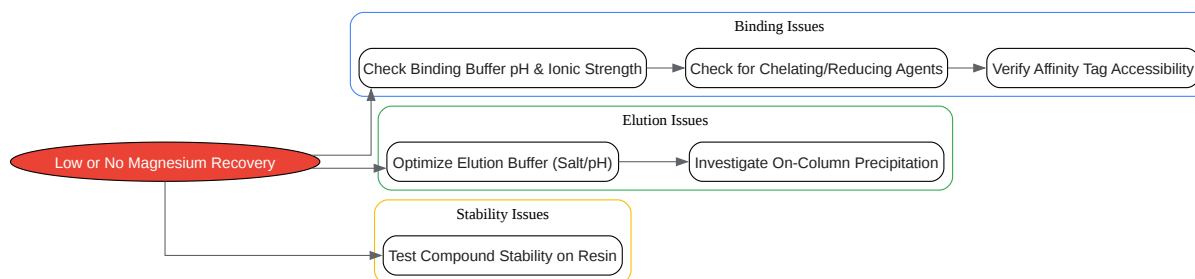 Binding Issues
Check Binding Buffer pH & Ionic Strength
Check for Chelating/Reducing Agents
Verify Affinity Tag Accessibility
Elution Issues
Low or No Magnesium Recovery
Optimize Elution Buffer (Salt/pH)
Investigate On-Column Precipitation
Stability Issues
Test Compound Stability on Resin